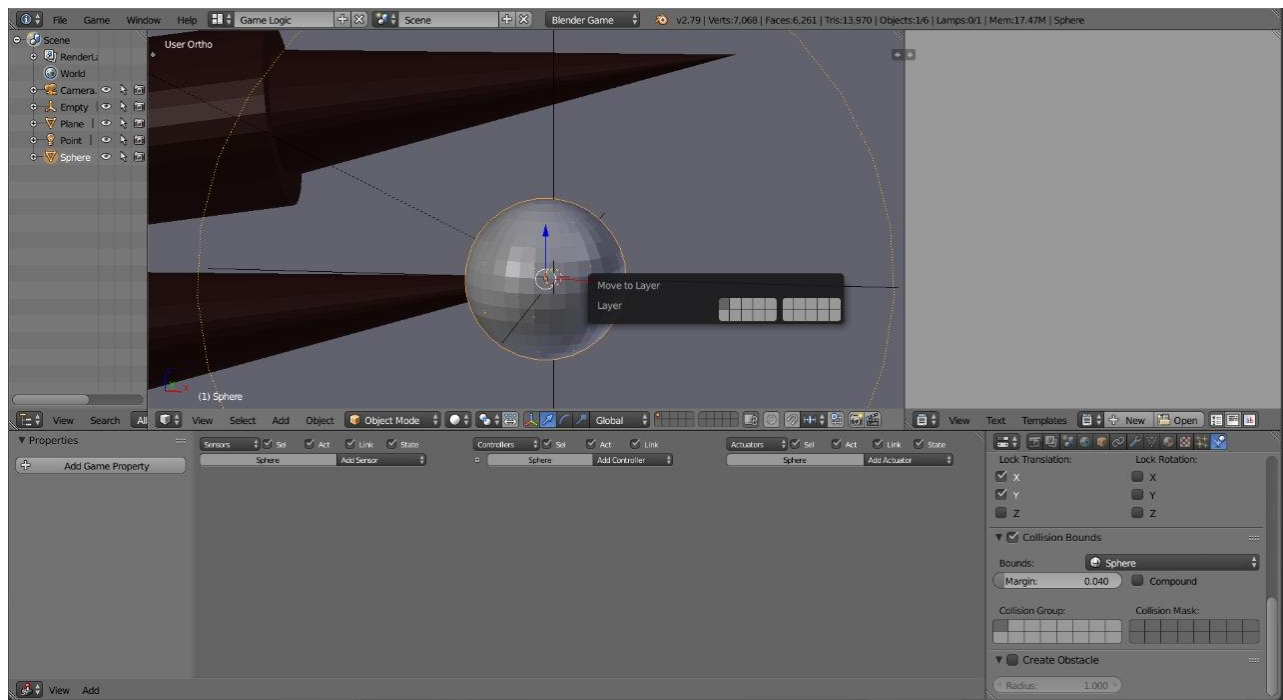 File Game Window Help Game Logic Scene Blender Game v2.79 | Verts:7,068 | Faces:6,261 | Tris:13,970 | Objects:1/6 | Lamps:0/1 | Mem:17.47M | Sphere
Scene
RenderLa
World
Camera.
Empty
Plane
Point
Sphere
User Ortho
Move to Layer
Layer
(1) Sphere
View Search All
View Select Add Object Object Mode Global
View Text Templates New Open
Properties
Add Game Property
Sensors Sel Act Link State
Sphere Add Sensor
Controllers Sel Act Link
Sphere Add Controller
Actuators Sel Act Link State
Sphere Add Actuator
Lock Translation: Lock Rotation:
X X
Y Y
Z Z
Collision Bounds
Bounds: Sphere
Margin: 0.040 Compound
Collision Group: Collision Mask:
Create Obstacle
Radius: 1.000
View Add